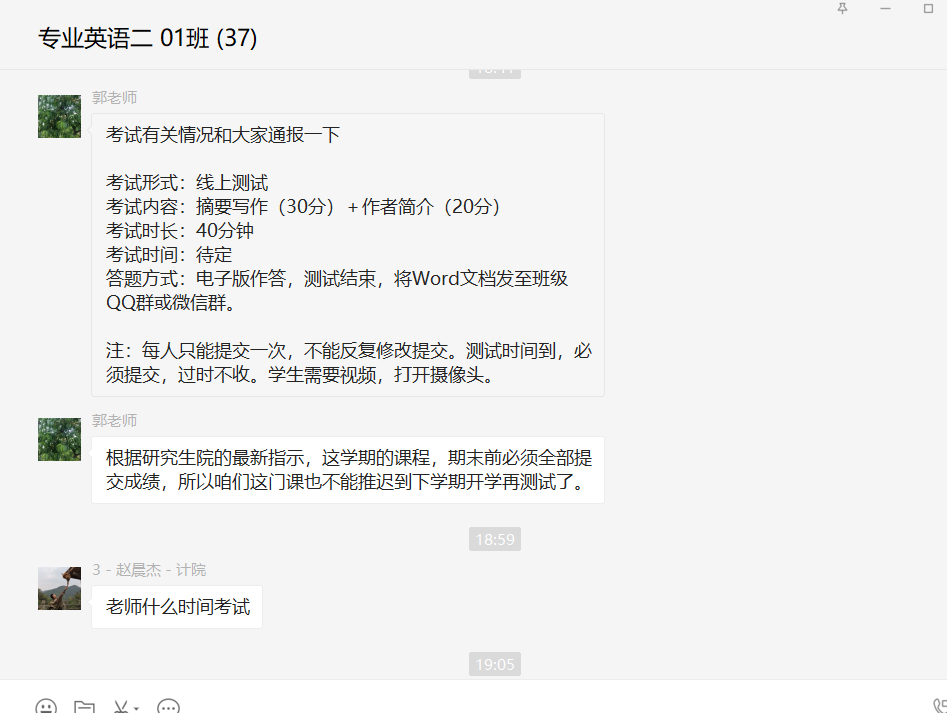 专业英语二 01班 (37)
郭老师
考试有关情况和大家通报一下
考试形式：线上测试
考试内容：摘要写作（30分）＋作者简介（20分）
考试时长：40分钟
考试时间：待定
答题方式：电子版作答，测试结束，将Word文档发至班级
QQ群或微信群。
注：每人只能提交一次，不能反复修改提交。测试时间到，必
须提交，过时不收。学生需要视频，打开摄像头。
郭老师
根据研究生院的最新指示，这学期的课程，期末前必须全部提
交成绩，所以咱们这门课也不能推迟到下学期开学再测试了。
18:59
3 - 赵晨杰 - 计院
老师什么时间考试
19:05